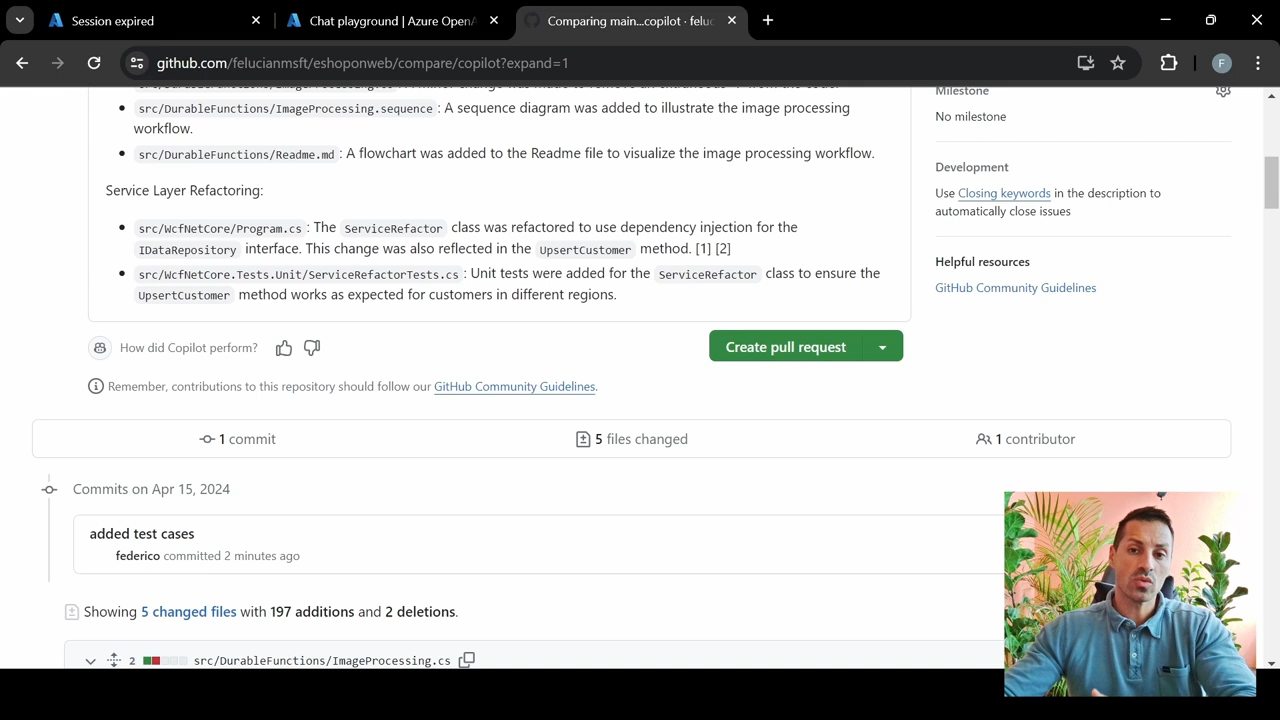 Session expired
Chat playground | Azure OpenA
Comparing main...copilot · feluc
github.com/felucianmsft/eshoponweb/compare/copilot?expand=1
F
src/DurableFunctions/ImageProcessing.sequence : A sequence diagram was added to illustrate the image processing
workflow.
src/DurableFunctions/Readme.md : A flowchart was added to the Readme file to visualize the image processing workflow.
Service Layer Refactoring:
src/WcfNetCore/Program.cs : The ServiceRefactor class was refactored to use dependency injection for the
IDataRepository interface. This change was also reflected in the UpsertCustomer method. [1] [2]
src/WcfNetCore.Tests.Unit/ServiceRefactorTests.cs : Unit tests were added for the ServiceRefactor class to ensure the
UpsertCustomer method works as expected for customers in different regions.
Milestone
No milestone
Development
Use Closing keywords in the description to
automatically close issues
Helpful resources
GitHub Community Guidelines
How did Copilot perform?
Create pull request
Remember, contributions to this repository should follow our GitHub Community Guidelines.
1 commit
5 files changed
1 contributor
Commits on Apr 15, 2024
added test cases
federico committed 2 minutes ago
Showing 5 changed files with 197 additions and 2 deletions.
2 src/DurableFunctions/ImageProcessing.cs